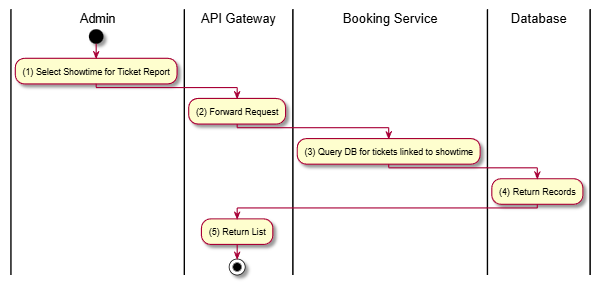 Admin
API Gateway
Booking Service
Database
(1) Select Showtime for Ticket Report
(2) Forward Request
(3) Query DB for tickets linked to showtime
(4) Return Records
(5) Return List